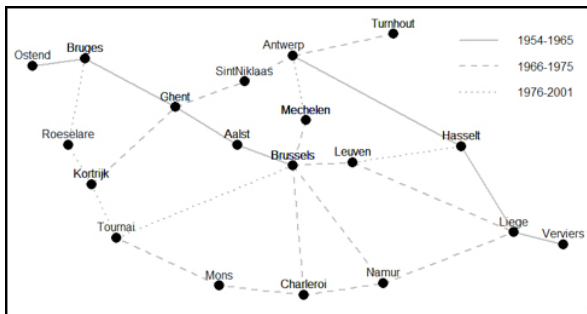 Turnhout
Bruges
Ostend
Antwerp
1954-1965
SintNiklaas
1966-1975
Ghent
1976-2001
Mechelen
Roeselare
Aalst
Hasselt
Brussels
Leuven
Kortrijk
Tournai
Liege
Verviers
Mons
Charleroi
Namur